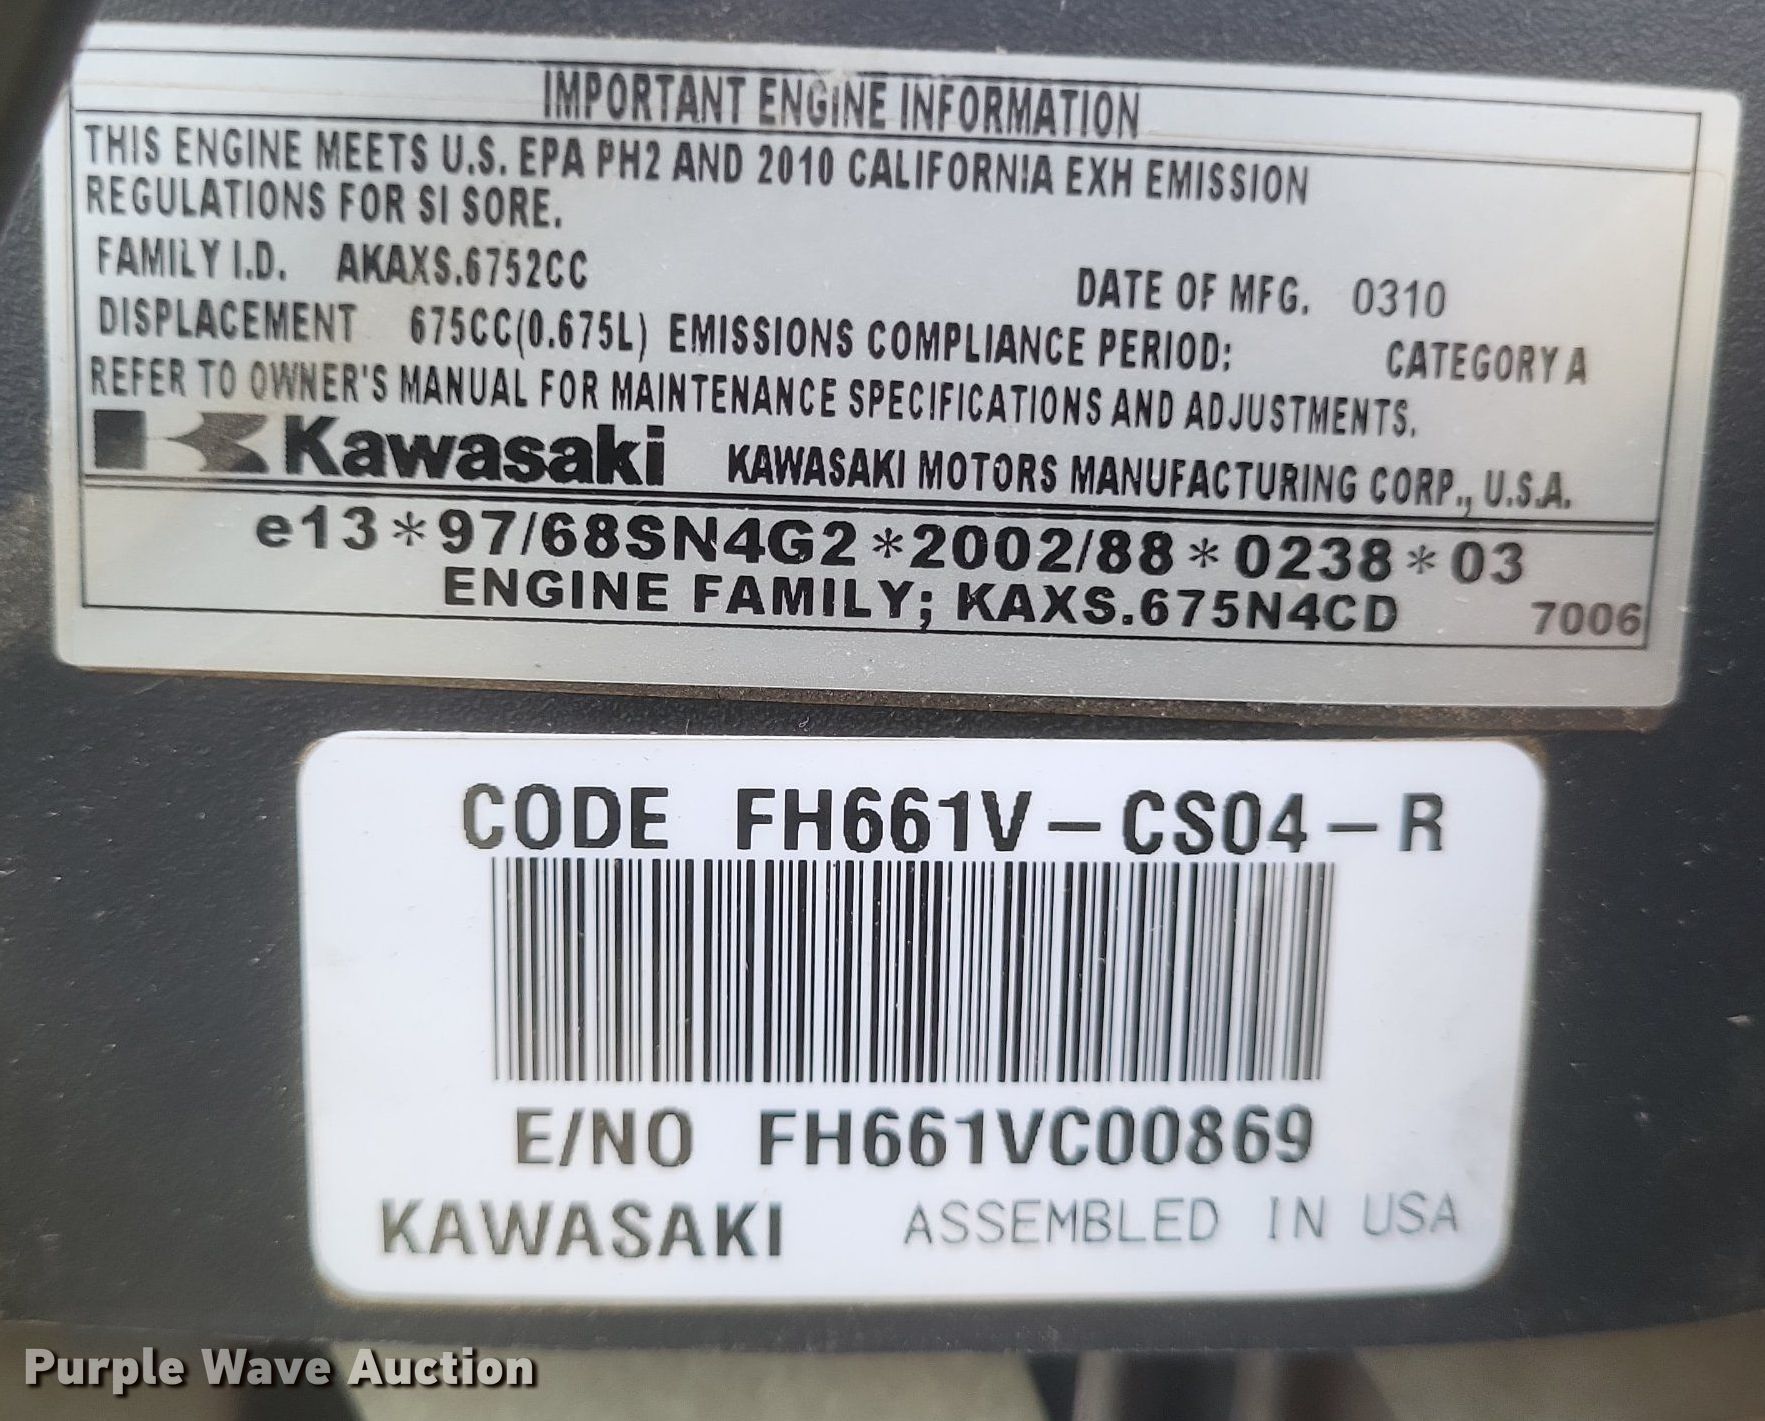 IMPORTANT ENGINE INFORMATION
THIS ENGINE MEETS U.S. EPA PH2 AND 2010 CALIFORNIA EXH EMISSION
REGULATIONS FOR SI SORE.
FAMILY I.D. AKAXS.6752CC DATE OF MFG. 0310
DISPLACEMENT 675CC(0.675L) EMISSIONS COMPLIANCE PERIOD: CATEGORY A
REFER TO OWNER'S MANUAL FOR MAINTENANCE SPECIFICATIONS AND ADJUSTMENTS.
Kawasaki KAWASAKI MOTORS MANUFACTURING CORP., U.S.A.
e13*97/68SN4G2*2002/88*0238*03
ENGINE FAMILY; KAXS.675N4CD 7006
CODE FH661V-CS04-R
E/NO FH661VC00869
KAWASAKI ASSEMBLED IN USA
Purple Wave Auction